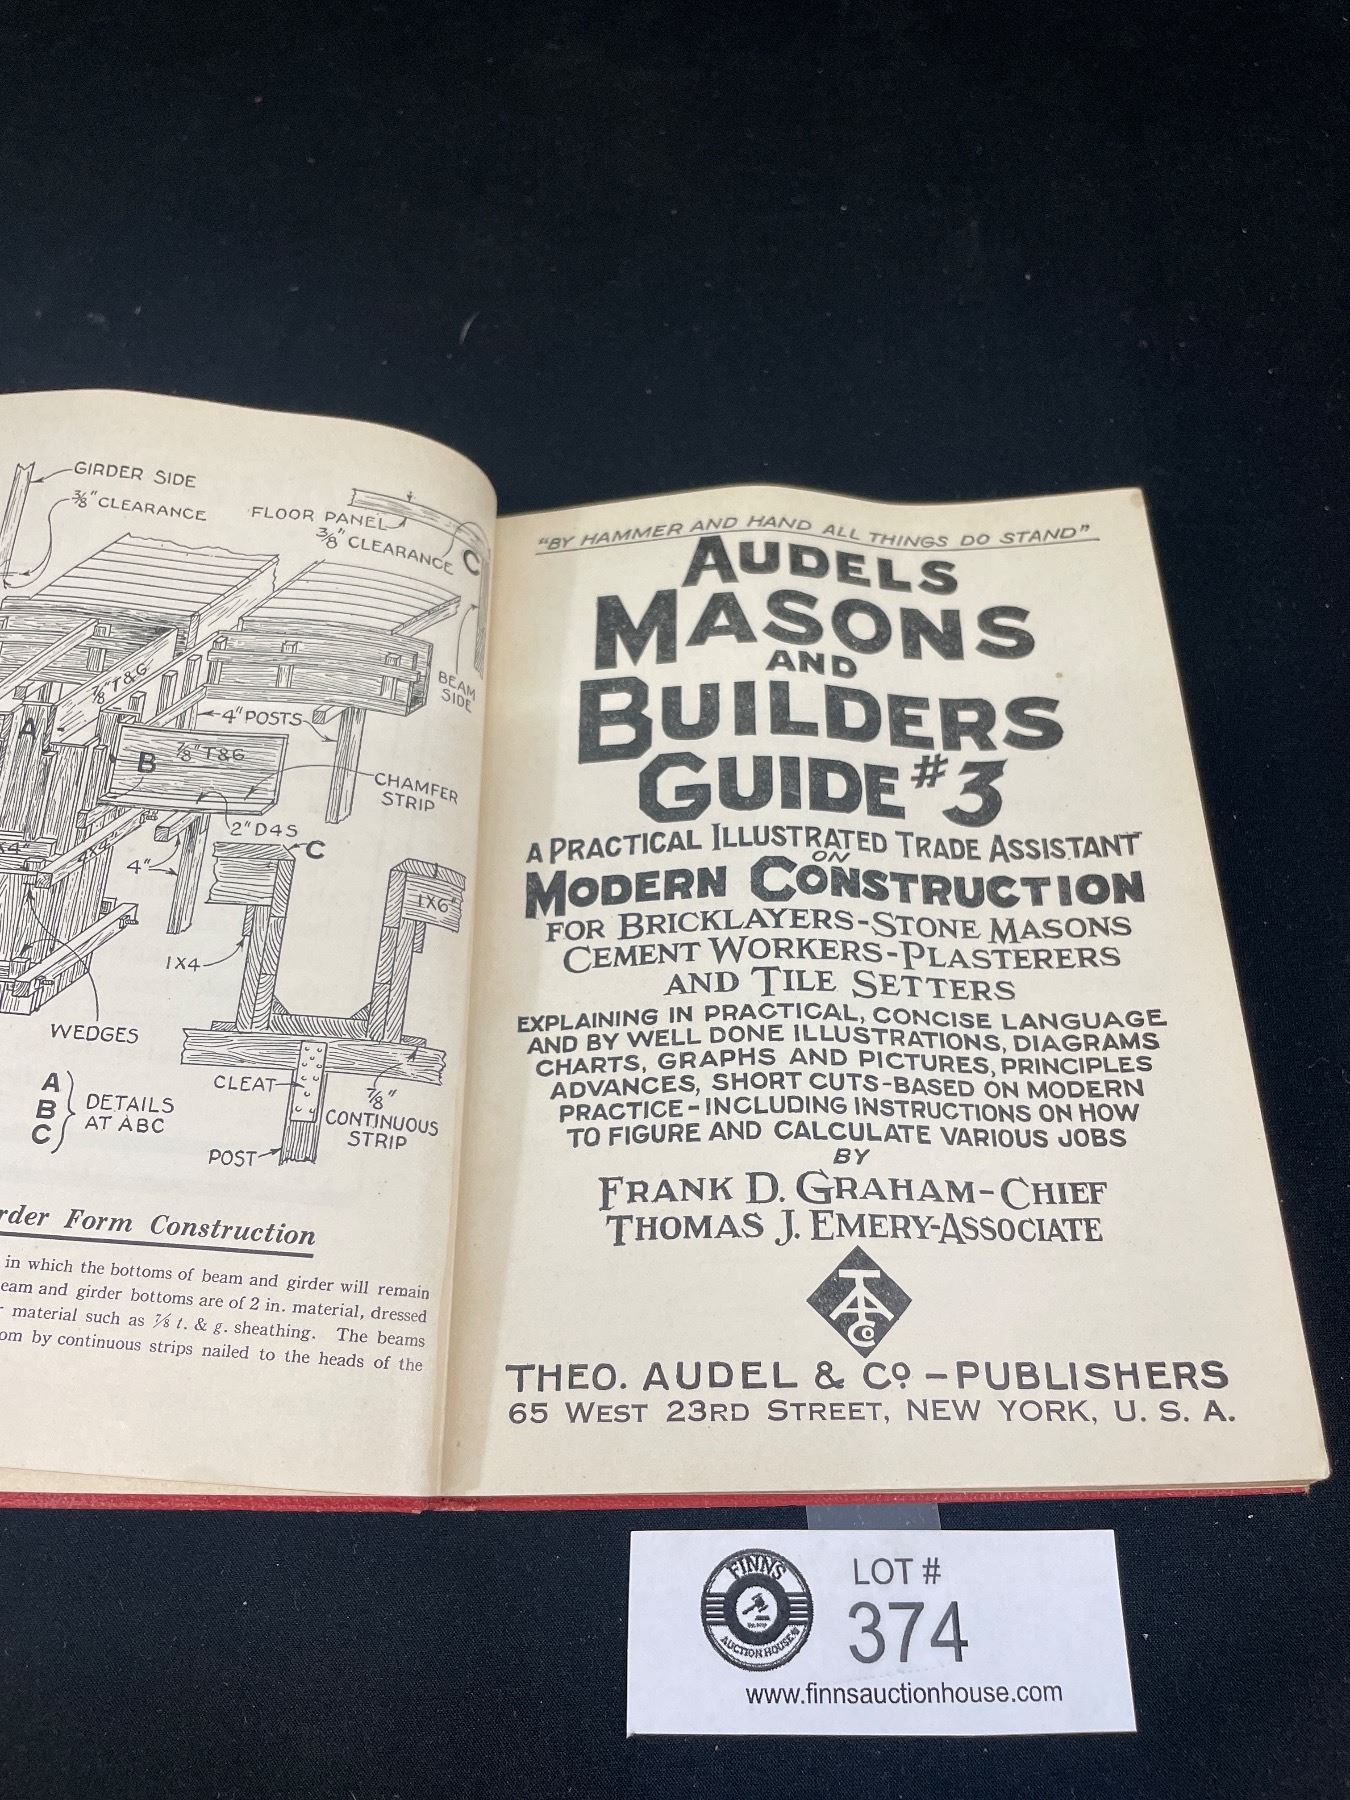 GIRDER SIDE
3/8" CLEARANCE
FLOOR PANEL
3/8" CLEARANCE
C
BEAM
SIDE
7/8" T & G
A
4" POSTS
B
7/8" T & G
CHAMFER
STRIP
2" D4S
C
4"
4X4
1X6"
1X4
WEDGES
CLEAT
7/8"
CONTINUOUS
STRIP
A
B
C
DETAILS
AT ABC
POST
rder Form Construction
in which the bottoms of beam and girder will remain
eam and girder bottoms are of 2 in. material, dressed
material such as 7/8 t. & g. sheathing. The beams
om by continuous strips nailed to the heads of the
"BY HAMMER AND HAND ALL THINGS DO STAND"
AUDELS
MASONS
AND
BUILDERS
GUIDE #3
A PRACTICAL ILLUSTRATED TRADE ASSISTANT
ON
MODERN CONSTRUCTION
FOR BRICKLAYERS-STONE MASONS
CEMENT WORKERS-PLASTERERS
AND TILE SETTERS
EXPLAINING IN PRACTICAL, CONCISE LANGUAGE
AND BY WELL DONE ILLUSTRATIONS, DIAGRAMS
CHARTS, GRAPHS AND PICTURES, PRINCIPLES
ADVANCES, SHORT CUTS-BASED ON MODERN
PRACTICE-INCLUDING INSTRUCTIONS ON HOW
TO FIGURE AND CALCULATE VARIOUS JOBS
BY
FRANK D. GRAHAM-CHIEF
THOMAS J. EMERY-ASSOCIATE
TA CO
THEO. AUDEL & CO. - PUBLISHERS
65 WEST 23RD STREET, NEW YORK, U. S. A.
FINNS
AUCTION HOUSE
LOT #
374
www.finnsauctionhouse.com